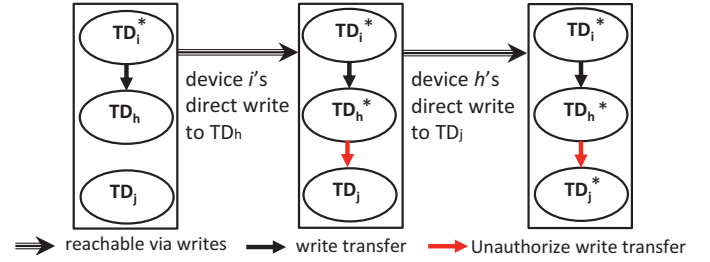 TDi* TDi* TDi*
device i's
direct write
to TDh
device h's
direct write
to TDj
TDh TDh* TDh*
TDj TDj TDj*
reachable via writes write transfer Unauthorize write transfer